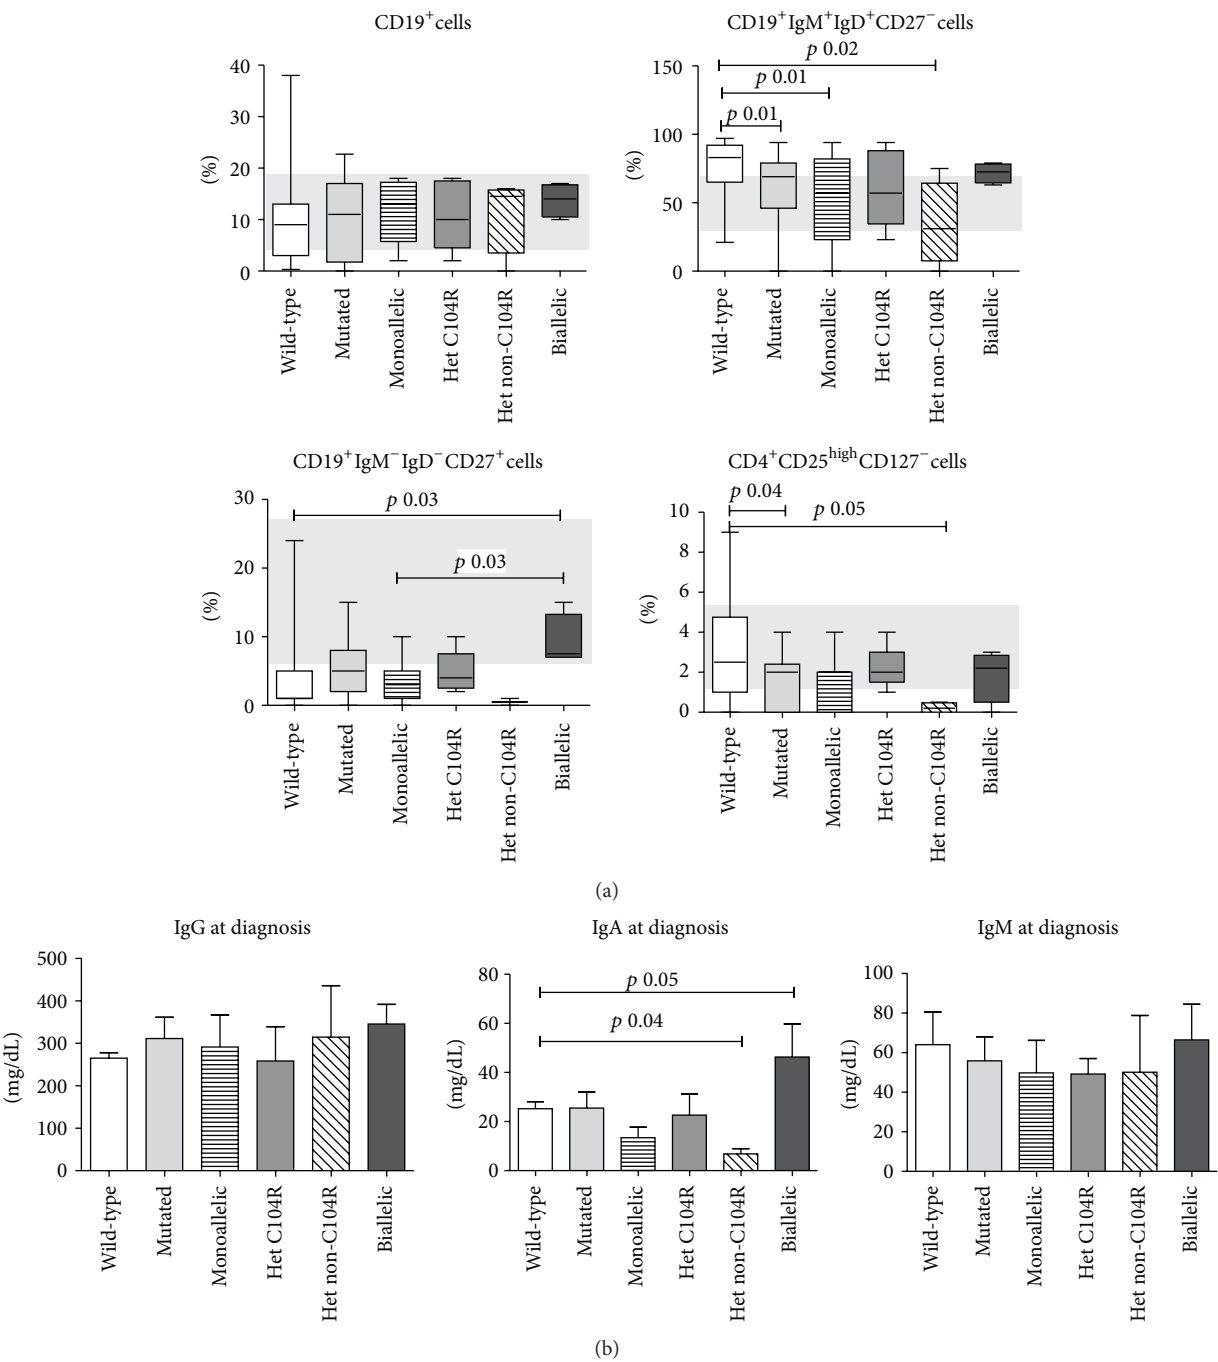 CD19⁺cells
(%)
40
30
20
10
0
Wild-type
Mutated
Monoallelic
Het C104R
Het non-C104R
Biallelic
CD19⁺IgM⁺IgD⁺CD27⁻cells
(%)
150
100
50
0
p 0.02
p 0.01
p 0.01
Wild-type
Mutated
Monoallelic
Het C104R
Het non-C104R
Biallelic
CD19⁺IgM⁻IgD⁻CD27⁺cells
(%)
30
20
10
0
p 0.03
p 0.03
Wild-type
Mutated
Monoallelic
Het C104R
Het non-C104R
Biallelic
CD4⁺CD25ʰⁱᵍʰCD127⁻cells
(%)
10
8
6
4
2
0
p 0.04
p 0.05
Wild-type
Mutated
Monoallelic
Het C104R
Het non-C104R
Biallelic
(a)
IgG at diagnosis
(mg/dL)
500
400
300
200
100
0
Wild-type
Mutated
Monoallelic
Het C104R
Het non-C104R
Biallelic
IgA at diagnosis
(mg/dL)
80
60
40
20
0
p 0.05
p 0.04
Wild-type
Mutated
Monoallelic
Het C104R
Het non-C104R
Biallelic
IgM at diagnosis
(mg/dL)
100
80
60
40
20
0
Wild-type
Mutated
Monoallelic
Het C104R
Het non-C104R
Biallelic
(b)